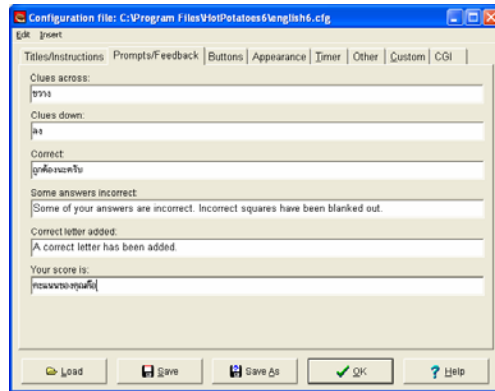 Configuration file: C:\Program Files\HotPotatoes6\english6.cfg
Edit Insert
Titles/Instructions Prompts/Feedback Buttons Appearance Timer Other Custom CGI
Clues across:
ขวาง
Clues down:
ลง
Correct:
ถูกต้องนะครับ
Some answers incorrect:
Some of your answers are incorrect. Incorrect squares have been blanked out.
Correct letter added:
A correct letter has been added.
Your score is:
คะแนนของคุณคือ
Load Save Save As OK Help